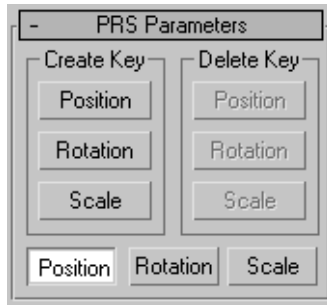 - PRS Parameters
Create Key Delete Key
Position Position
Rotation Rotation
Scale Scale
Position Rotation Scale